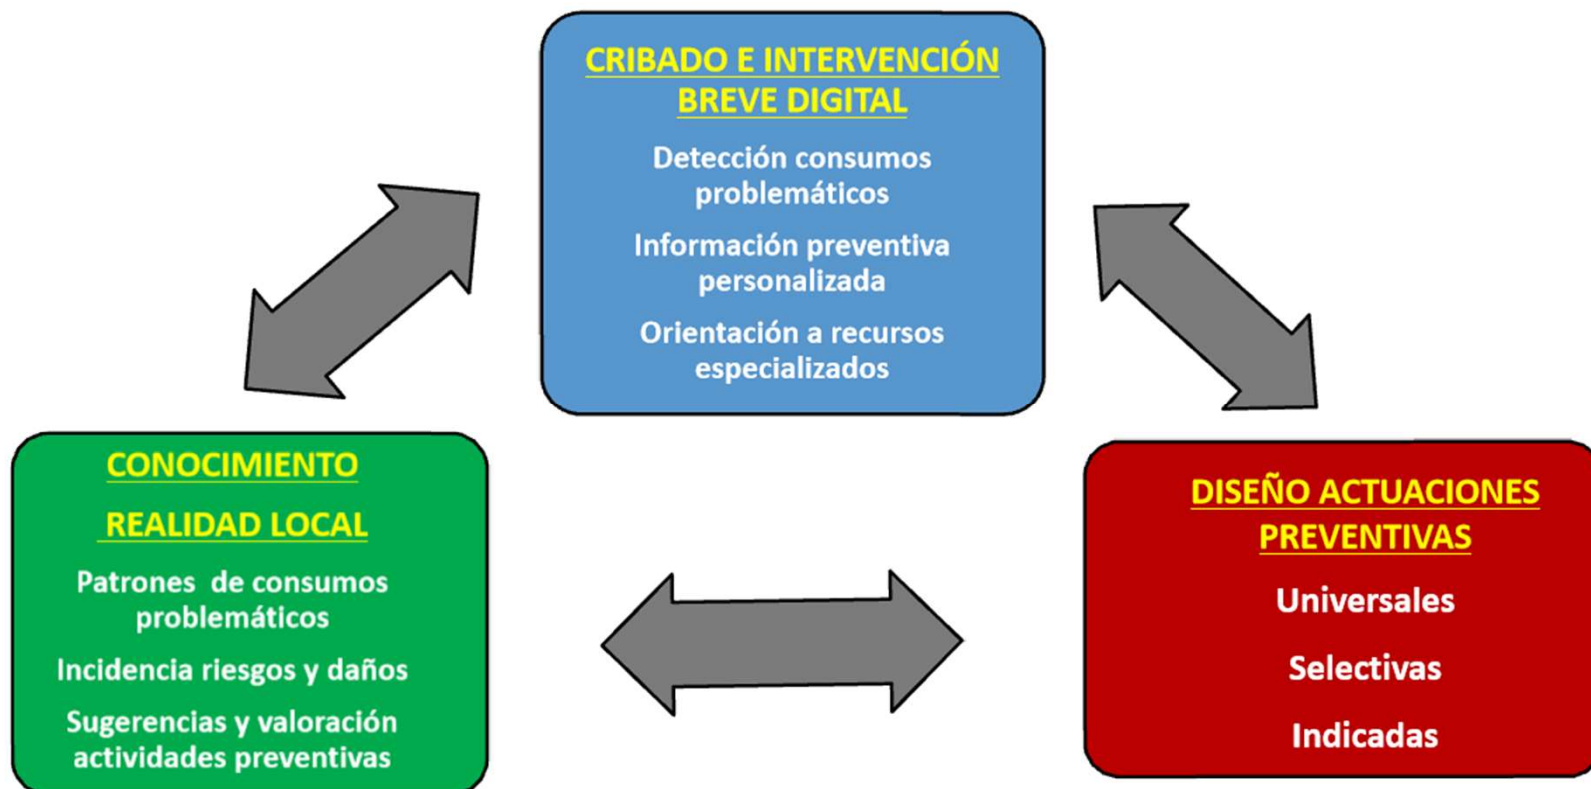 CRIBADO E INTERVENCIÓN
BREVE DIGITAL
Detección consumos
problemáticos
Información preventiva
personalizada
Orientación a recursos
especializados
CONOCIMIENTO
REALIDAD LOCAL
Patrones de consumos
problemáticos
Incidencia riesgos y daños
Sugerencias y valoración
actividades preventivas
DISEÑO ACTUACIONES
PREVENTIVAS
Universales
Selectivas
Indicadas